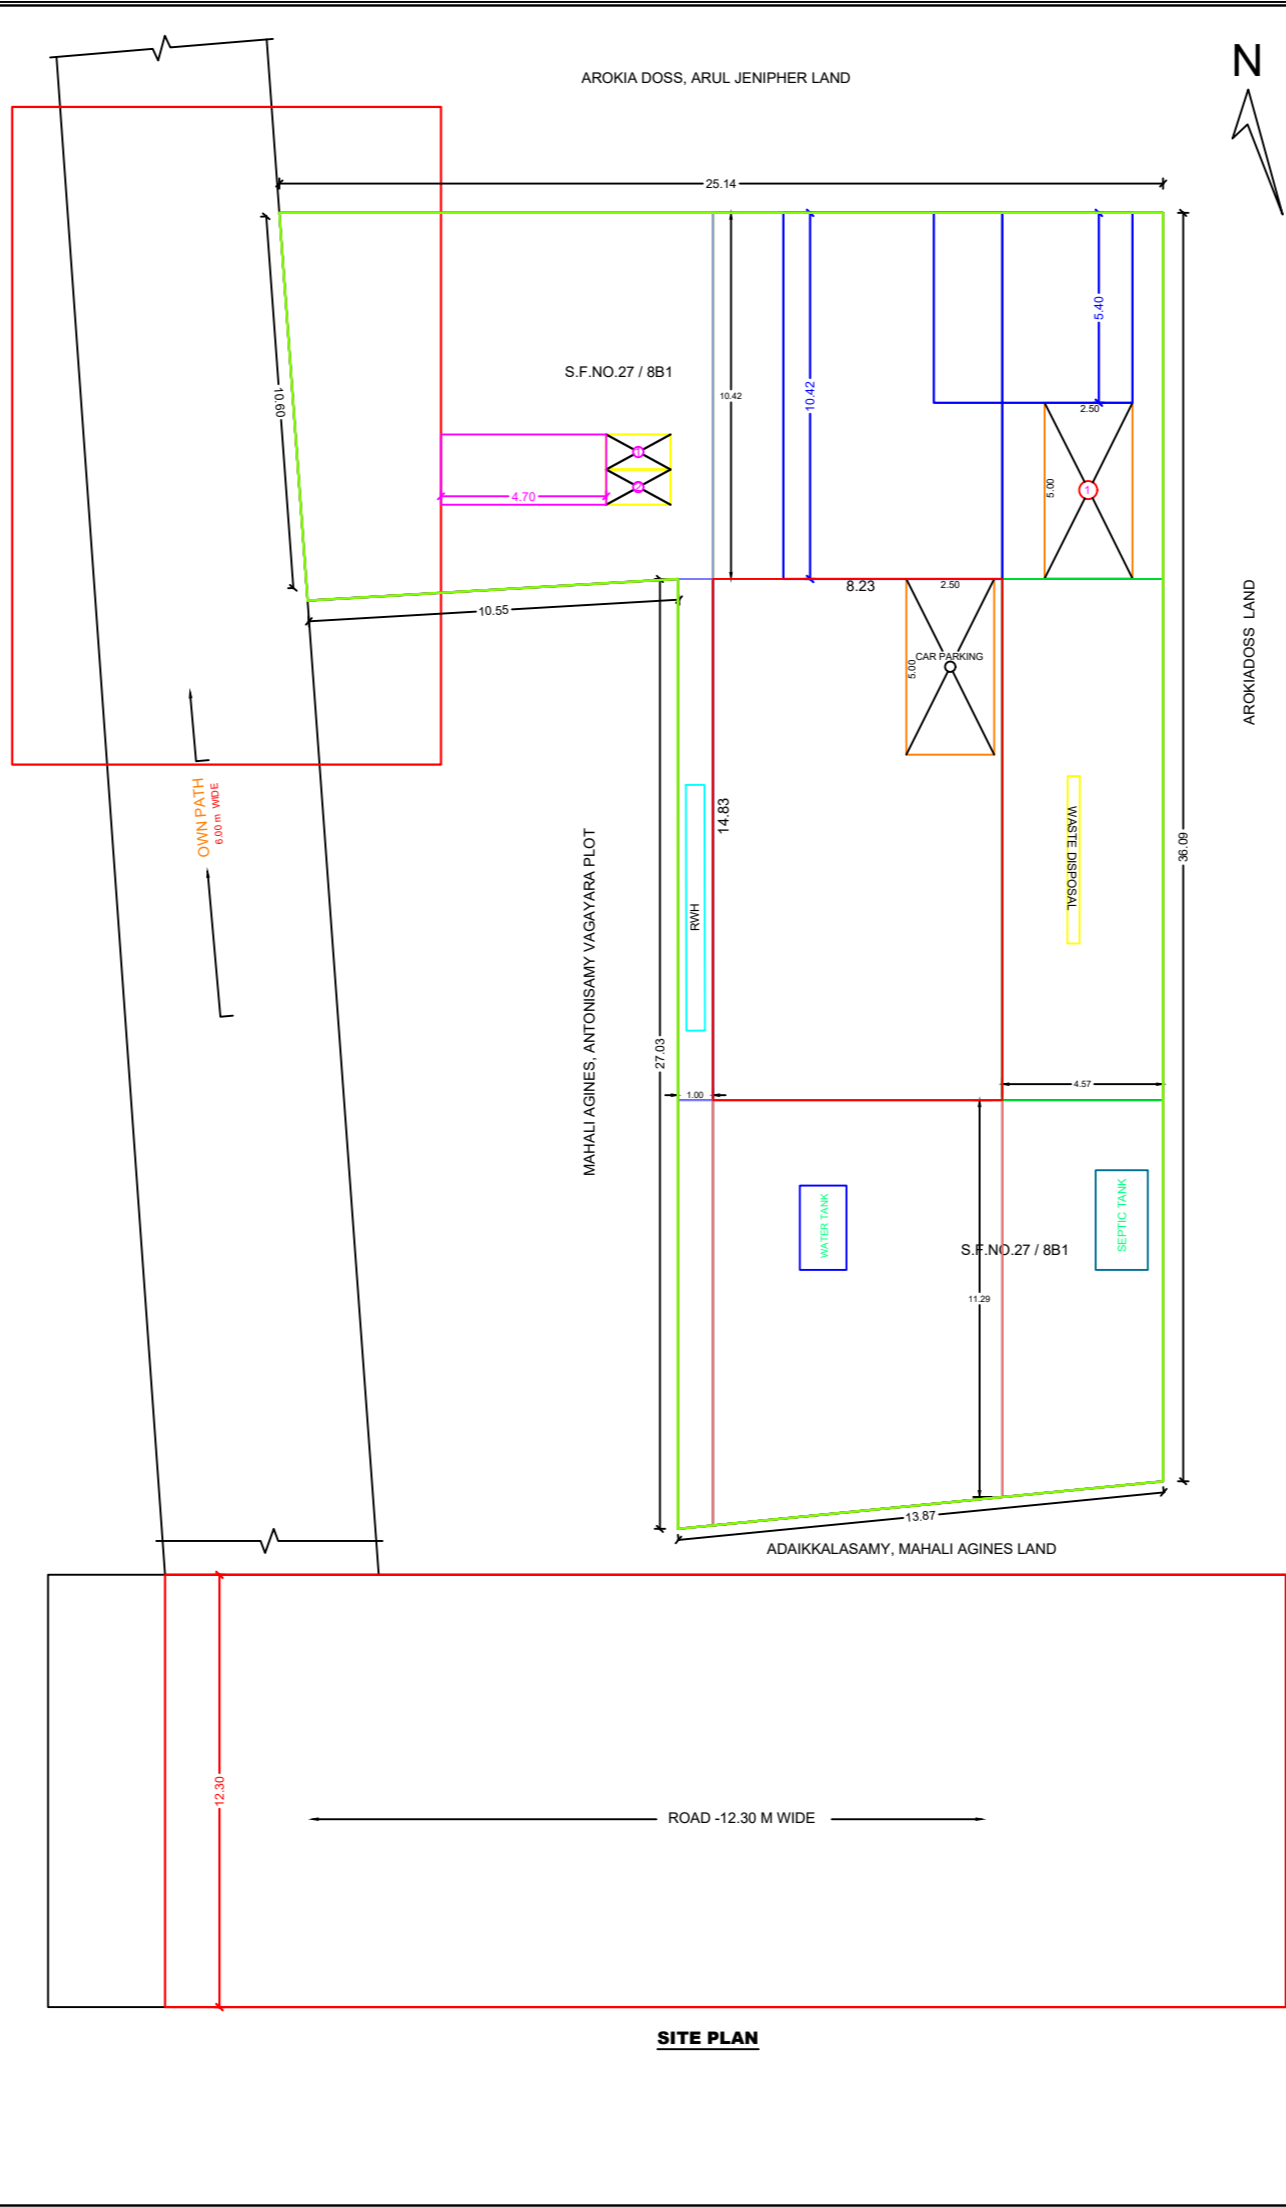 N
AROKIA DOSS, ARUL JENIPHER LAND
25.14
5.40
S.F.NO.27 / 8B1
10.42
10.42
10.60
2.50
1
5.00
1
2
4.70
8.23
2.50
10.55
CAR PARKING
5.00
AROKIADOSS LAND
OWN PATH
6.00 m WIDE
14.83
WASTE DISPOSAL
36.09
MAHALI AGINES, ANTONISAMY VAGAYARA PLOT
RWH
27.03
1.00
4.57
WATER TANK
SEPTIC TANK
S.F.NO.27 / 8B1
11.29
13.87
ADAIKKALASAMY, MAHALI AGINES LAND
12.30
ROAD -12.30 M WIDE
SITE PLAN